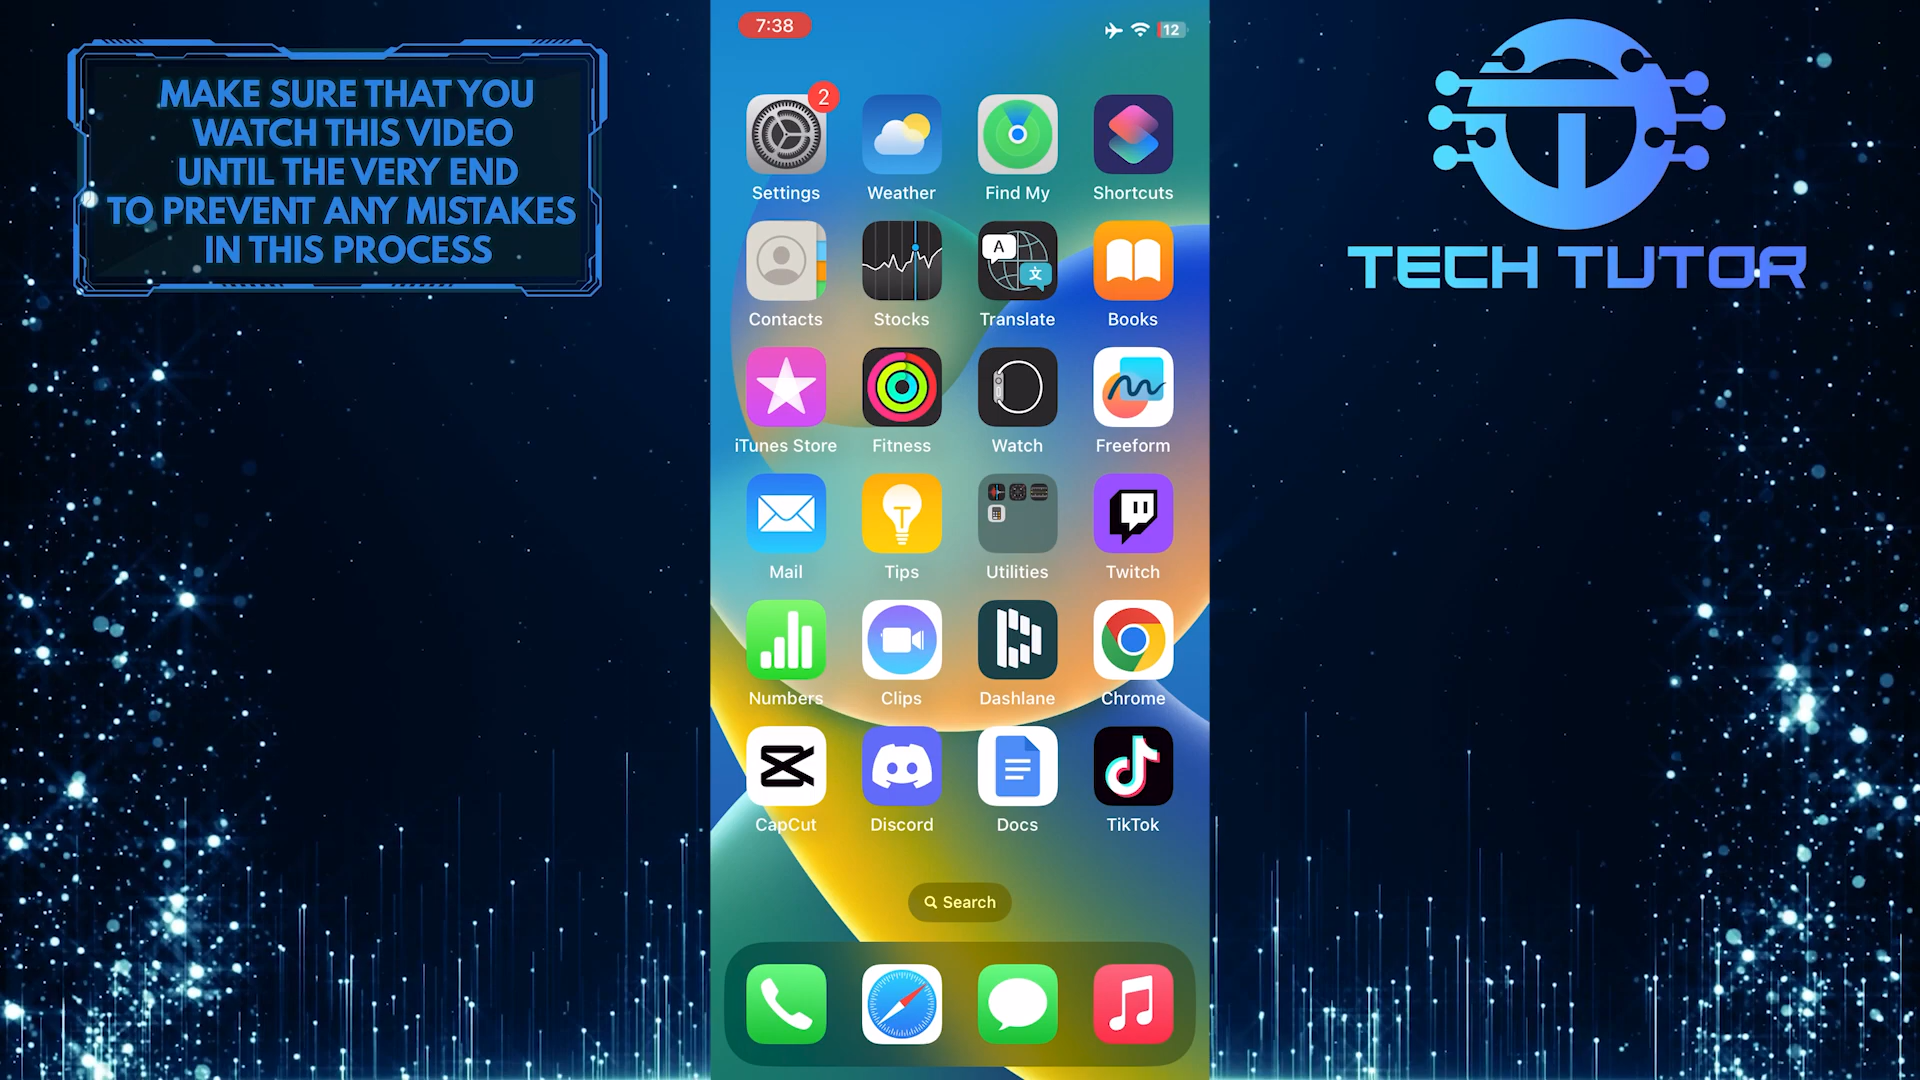 MAKE SURE THAT YOU
WATCH THIS VIDEO
UNTIL THE VERY END
TO PREVENT ANY MISTAKES
IN THIS PROCESS
7:38
12
2
Settings
Weather
Find My
Shortcuts
A
文
Contacts
Stocks
Translate
Books
iTunes Store
Fitness
Watch
Freeform
Mail
Tips
Utilities
Twitch
Numbers
Clips
Dashlane
Chrome
CapCut
Discord
Docs
TikTok
Search
TECH TUTOR